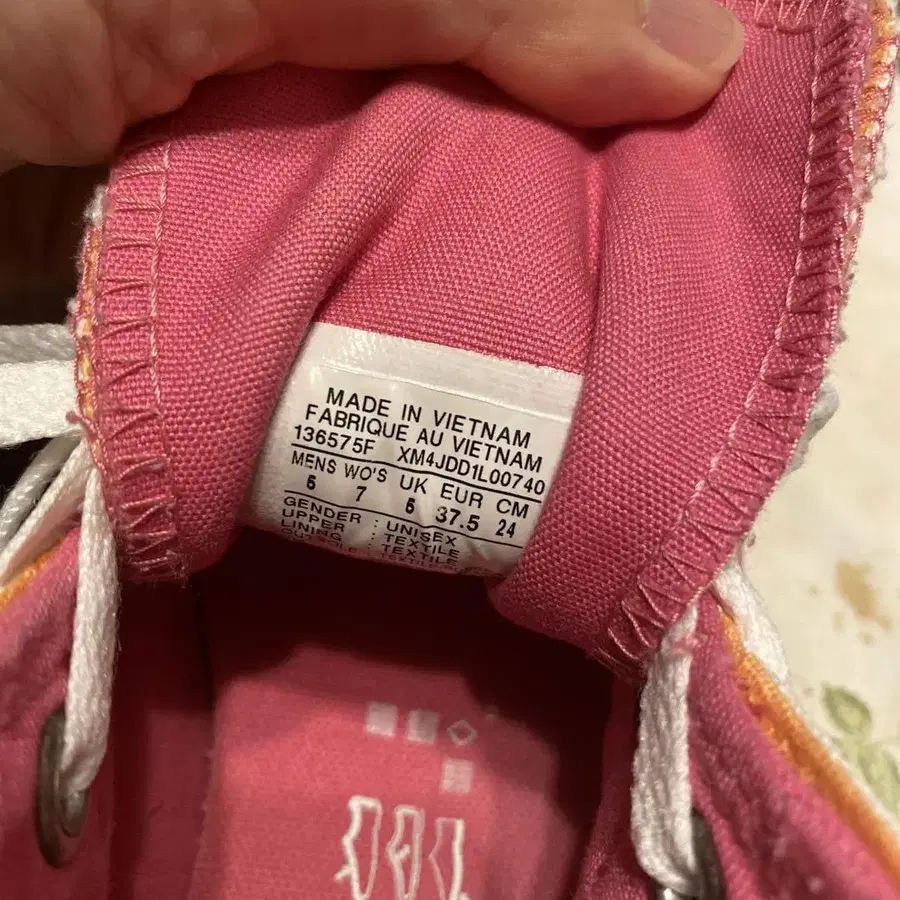 MADE IN VIETNAM
FABRIQUE AU VIETNAM
136575F XM4JDD1L00740
MENS WO'S UK EUR CM
5 7 5 37.5 24
GENDER : UNISEX
UPPER : TEXTILE
LINING : TEXTILE